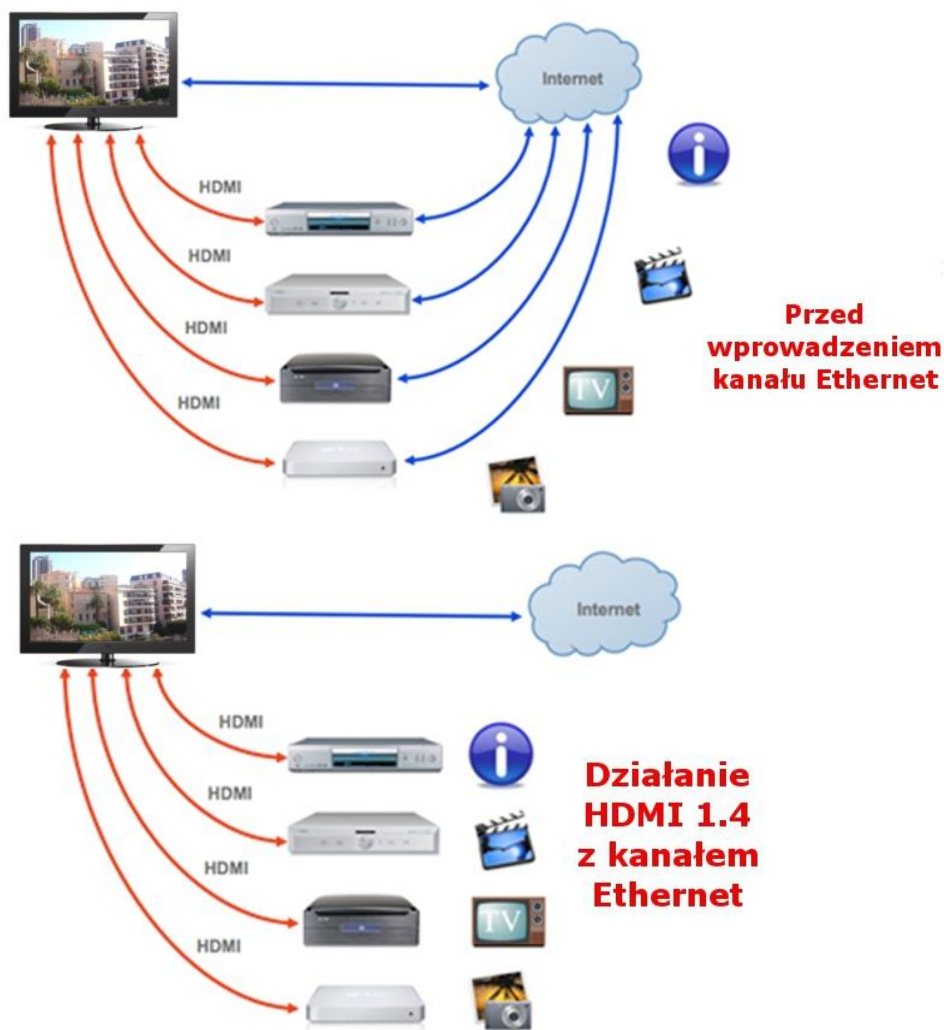 Internet
HDMI
HDMI
HDMI
HDMI
TV
Przed
wprowadzeniem
kanału Ethernet
Internet
HDMI
HDMI
HDMI
HDMI
TV
Działanie
HDMI 1.4
z kanałem
Ethernet